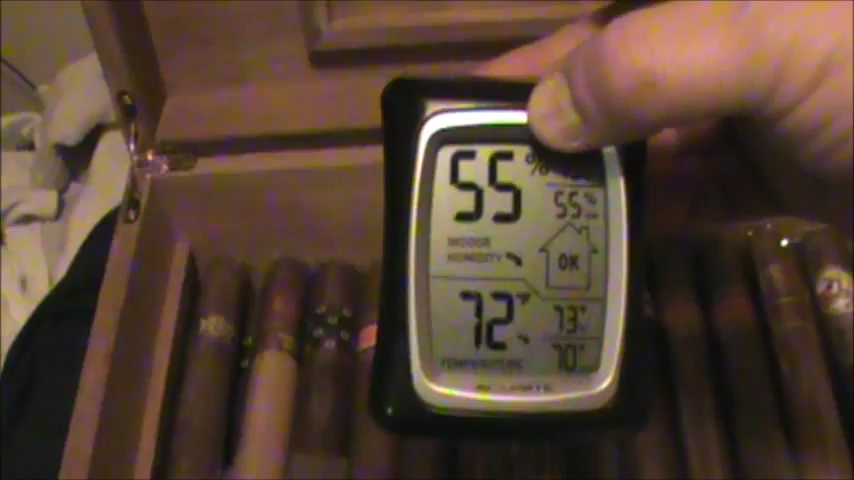 55 %
55 %
INDOOR
HUMIDITY
OK
72 °F
73°
70°
TEMPERATURE